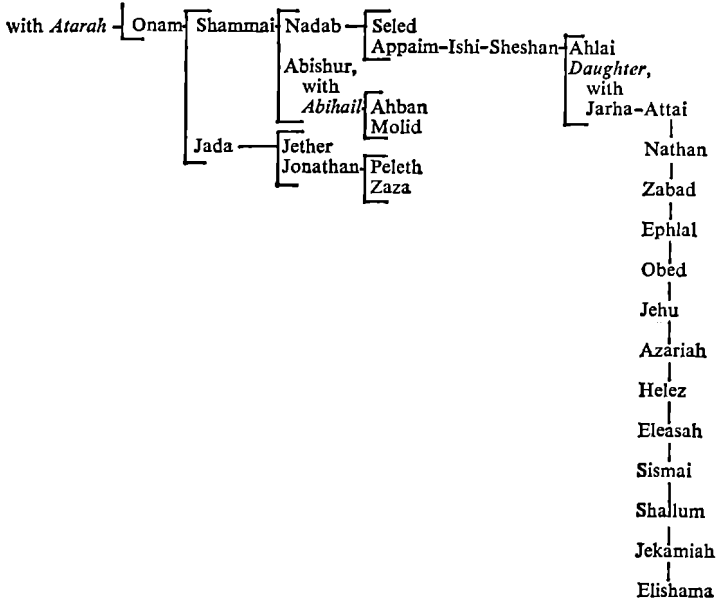 with Atarah Onam Shammai Nadab Seled
Appaim-Ishi-Sheshan Ahlai
Abishur, Daughter,
with with
Abihail Ahban Jarha-Attai
Molid
Jada Jether Nathan
Jonathan Peleth
Zaza Zabad
Ephlal
Obed
Jehu
Azariah
Helez
Eleasah
Sismai
Shallum
Jekamiah
Elishama